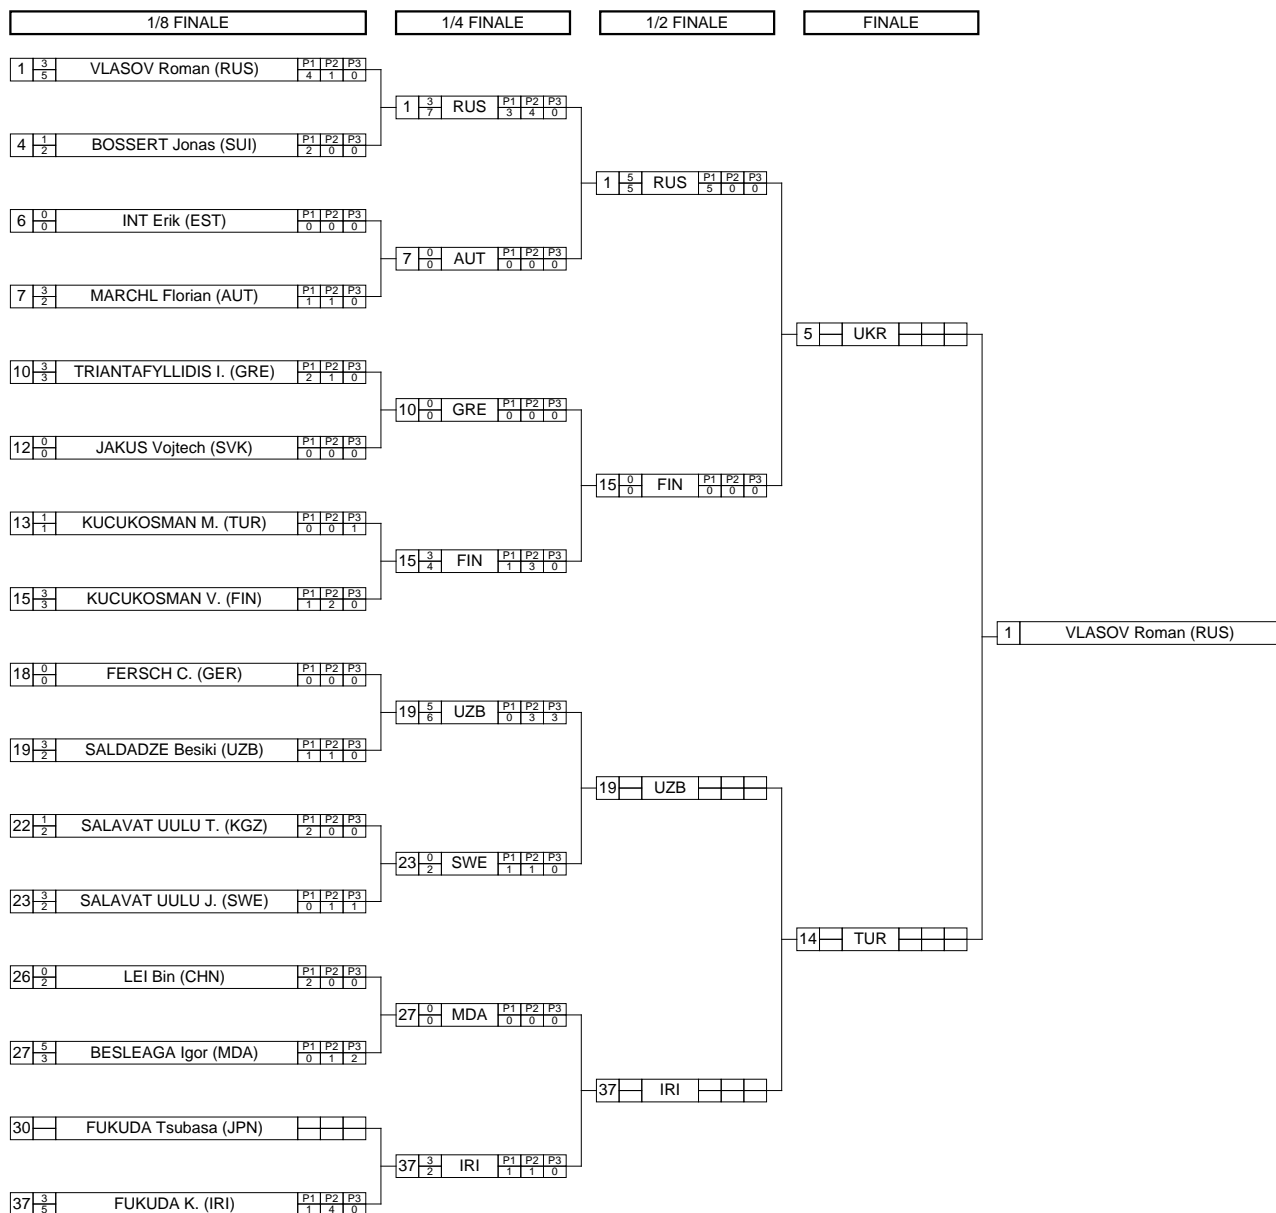 1/8 FINALE 1/4 FINALE 1/2 FINALE FINALE
1 3 5 VLASOV Roman (RUS) P1 P2 P3 4 1 0
1 3 7 RUS P1 P2 P3 3 4 0
4 1 2 BOSSERT Jonas (SUI) P1 P2 P3 2 0 0
1 5 5 RUS P1 P2 P3 5 0 0
6 0 0 INT Erik (EST) P1 P2 P3 0 0 0
7 0 0 AUT P1 P2 P3 0 0 0
7 3 2 MARCHL Florian (AUT) P1 P2 P3 1 1 0
5 UKR
10 3 3 TRIANTAFYLLIDIS I. (GRE) P1 P2 P3 2 1 0
10 0 0 GRE P1 P2 P3 0 0 0
12 0 0 JAKUS Vojtech (SVK) P1 P2 P3 0 0 0
15 0 0 FIN P1 P2 P3 0 0 0
13 1 1 KUCUKOSMAN M. (TUR) P1 P2 P3 0 0 1
15 3 4 FIN P1 P2 P3 1 3 0
15 3 3 KUCUKOSMAN V. (FIN) P1 P2 P3 1 2 0
1 VLASOV Roman (RUS)
18 0 0 FERSCH C. (GER) P1 P2 P3 0 0 0
19 5 6 UZB P1 P2 P3 0 3 3
19 3 2 SALDADZE Besiki (UZB) P1 P2 P3 1 1 0
19 UZB
22 1 2 SALAVAT UULU T. (KGZ) P1 P2 P3 2 0 0
23 0 2 SWE P1 P2 P3 1 1 0
23 3 2 SALAVAT UULU J. (SWE) P1 P2 P3 0 1 1
14 TUR
26 0 2 LEI Bin (CHN) P1 P2 P3 2 0 0
27 0 0 MDA P1 P2 P3 0 0 0
27 5 3 BESLEAGA Igor (MDA) P1 P2 P3 0 1 2
37 IRI
30 FUKUDA Tsubasa (JPN)
37 3 2 IRI P1 P2 P3 1 1 0
37 3 5 FUKUDA K. (IRI) P1 P2 P3 1 4 0